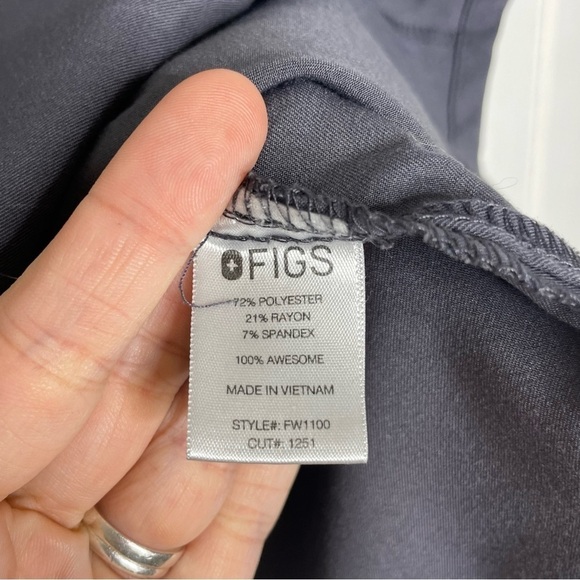 FIGS
72% POLYESTER
21% RAYON
7% SPANDEX
100% AWESOME
MADE IN VIETNAM
STYLE#: FW1100
CUT#: 1251